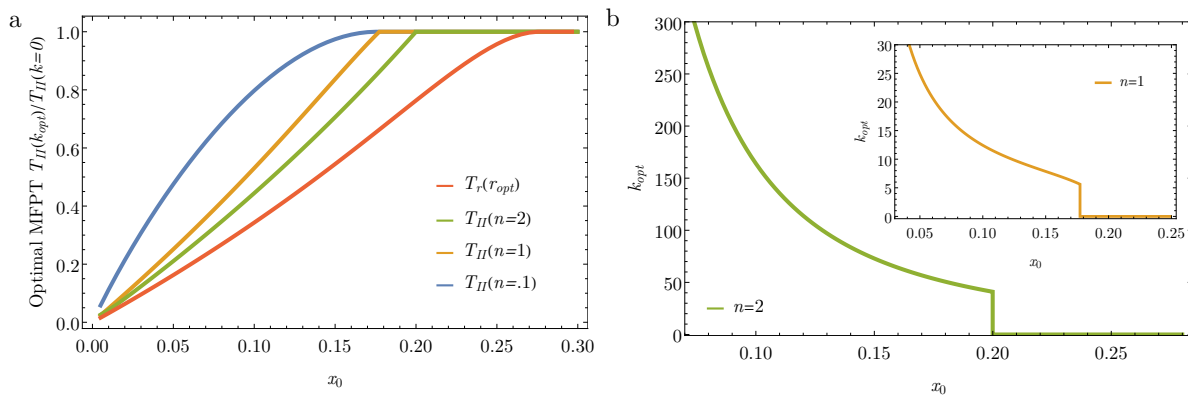 a
Optimal MFPT T_II(k_opt)/T_II(k=0)
1.0
0.8
0.6
0.4
0.2
0.0
0.00 0.05 0.10 0.15 0.20 0.25 0.30
x_0
T_r(r_opt)
T_II(n=2)
T_II(n=1)
T_II(n=.1)
b
k_opt
300
250
200
150
100
50
0
0.10 0.15 0.20 0.25
x_0
n=2
k_opt
30
25
20
15
10
5
0
0.05 0.10 0.15 0.20 0.25
x_0
n=1